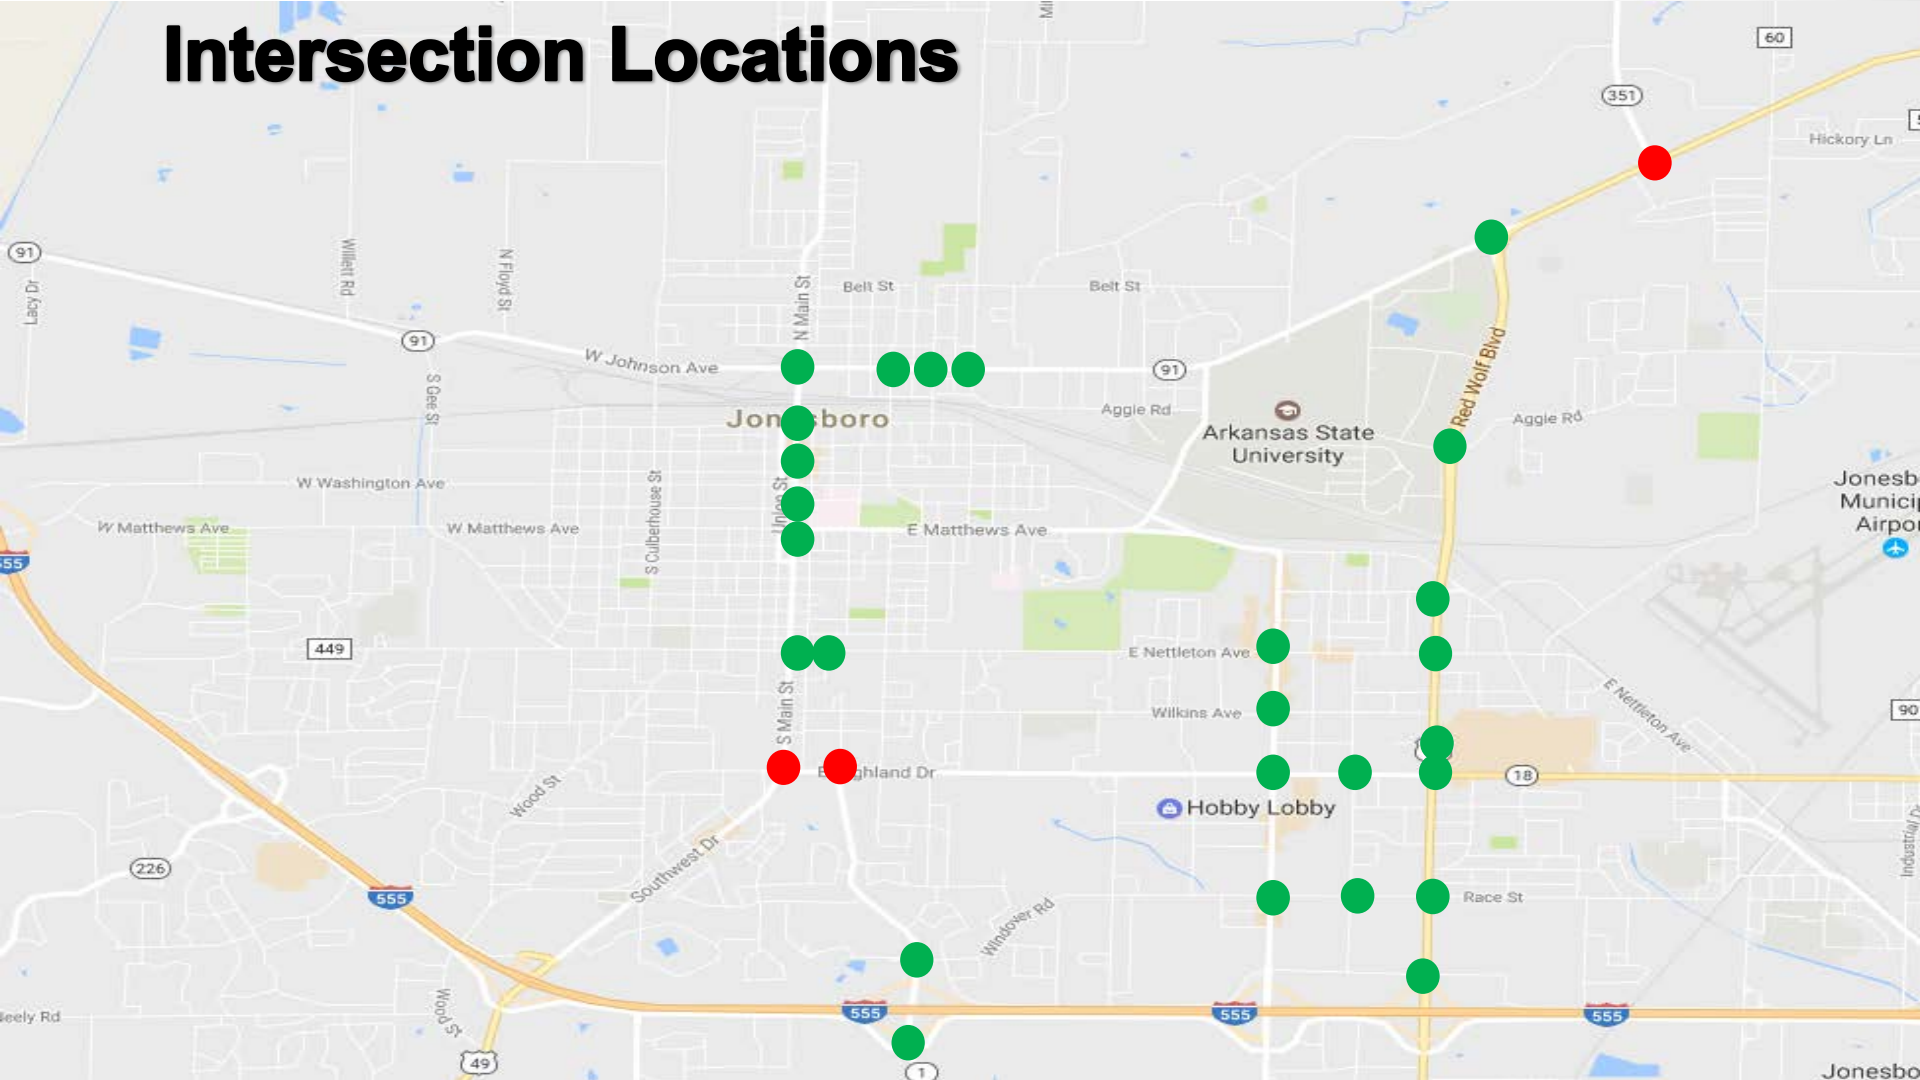 Intersection Locations
60
351
Hickory Ln
91
Lacy Dr
Willett Rd
N Floyd St
N Main St
Belt St
Belt St
91
W Johnson Ave
91
S Gee St
Aggie Rd
Arkansas State
University
Red Wolf Blvd
Aggie Rd
W Washington Ave
S Culberhouse St
W Matthews Ave
W Matthews Ave
E Matthews Ave
555
449
E Nettleton Ave
S Main St
Wilkins Ave
E Nettleton Ave
90
18
Hobby Lobby
Wood St
Southwest Dr
226
555
Windover Rd
Race St
Wood St
555
555
555
49
1